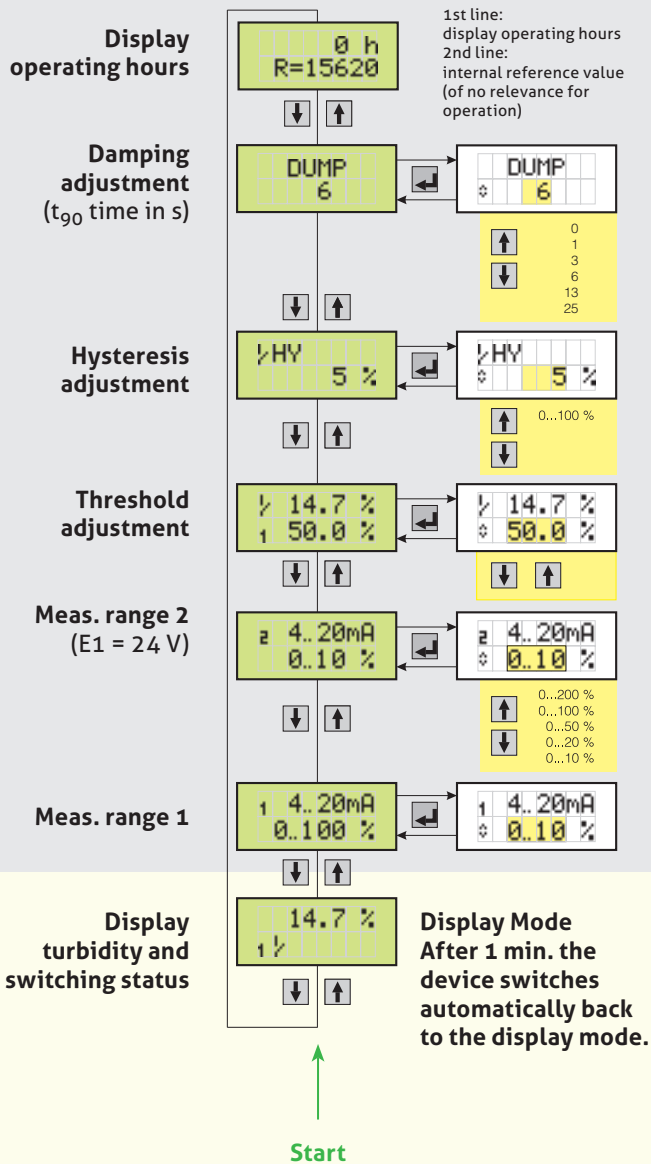 Display
operating hours
0 h
R=15620
1st line:
display operating hours
2nd line:
internal reference value
(of no relevance for
operation)
Damping
adjustment
(t90 time in s)
DUMP
6
DUMP
6
0
1
3
6
13
25
Hysteresis
adjustment
HY
5 %
HY
5 %
0...100 %
Threshold
adjustment
14.7 %
1 50.0 %
14.7 %
50.0 %
Meas. range 2
(E1 = 24 V)
2 4..20mA
0..10 %
2 4..20mA
0..10 %
0...200 %
0...100 %
0...50 %
0...20 %
0...10 %
Meas. range 1
1 4..20mA
0..100 %
1 4..20mA
0..10 %
Display
turbidity and
switching status
14.7 %
1
Display Mode
After 1 min. the
device switches
automatically back
to the display mode.
Start